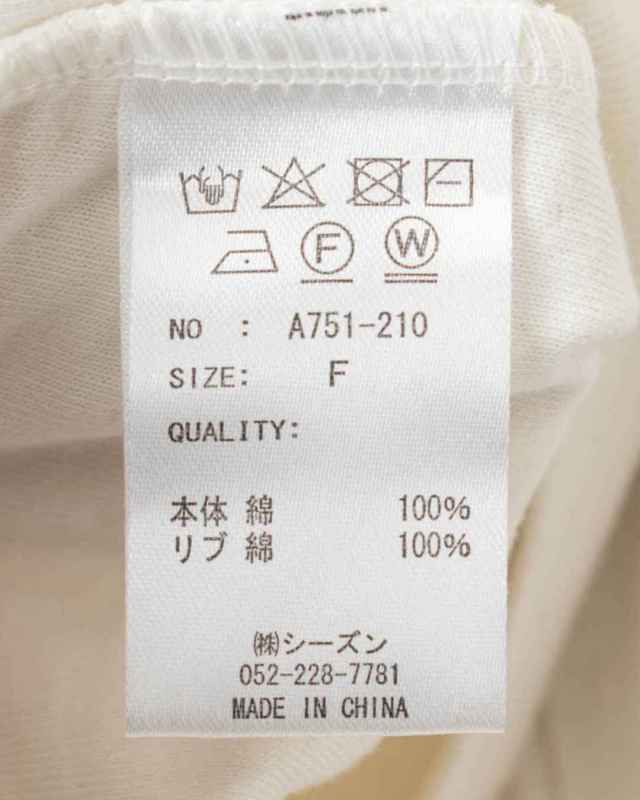 F W
NO : A751-210
SIZE: F
QUALITY:
本体 綿 100%
リブ 綿 100%
㈱シーズン
052-228-7781
MADE IN CHINA